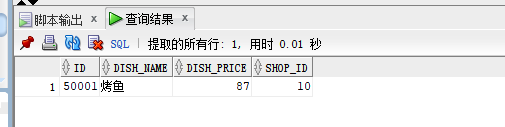 脚本输出 × 查询结果 ×
SQL | 提取的所有行: 1, 用时 0.01 秒
ID DISH_NAME DISH_PRICE SHOP_ID
1 50001 烤鱼 87 10